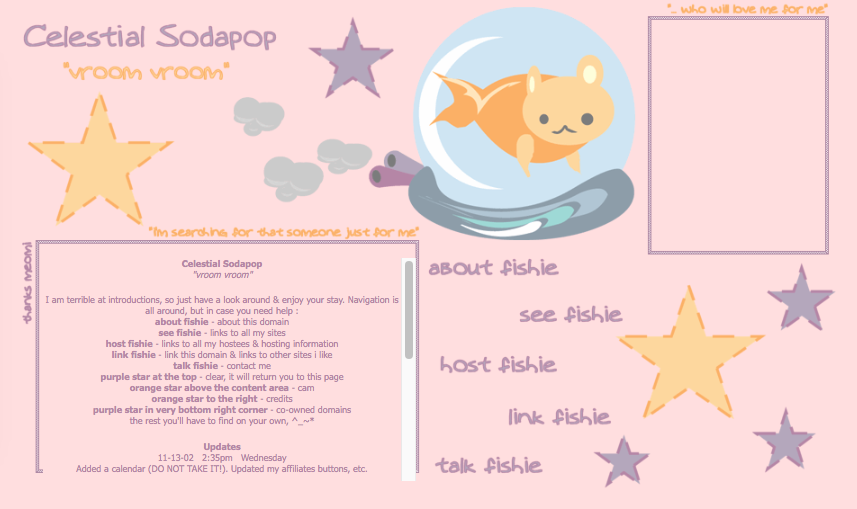 Celestial Sodapop
"vroom vroom"
".. who will love me for me"
"I'm searching for that someone just for me"
thanks meomi
Celestial Sodapop
"vroom vroom"
I am terrible at introductions, so just have a look around & enjoy your stay. Navigation is
all around, but in case you need help :
about fishie - about this domain
see fishie - links to all my sites
host fishie - links to all my hostees & hosting information
link fishie - link this domain & links to other sites i like
talk fishie - contact me
purple star at the top - clear, it will return you to this page
orange star above the content area - cam
orange star to the right - credits
purple star in very bottom right corner - co-owned domains
the rest you'll have to find on your own, ^_~*
Updates
11-13-02 2:35pm Wednesday
Added a calendar (DO NOT TAKE IT!). Updated my affiliates buttons, etc.
about fishie
see fishie
host fishie
link fishie
talk fishie